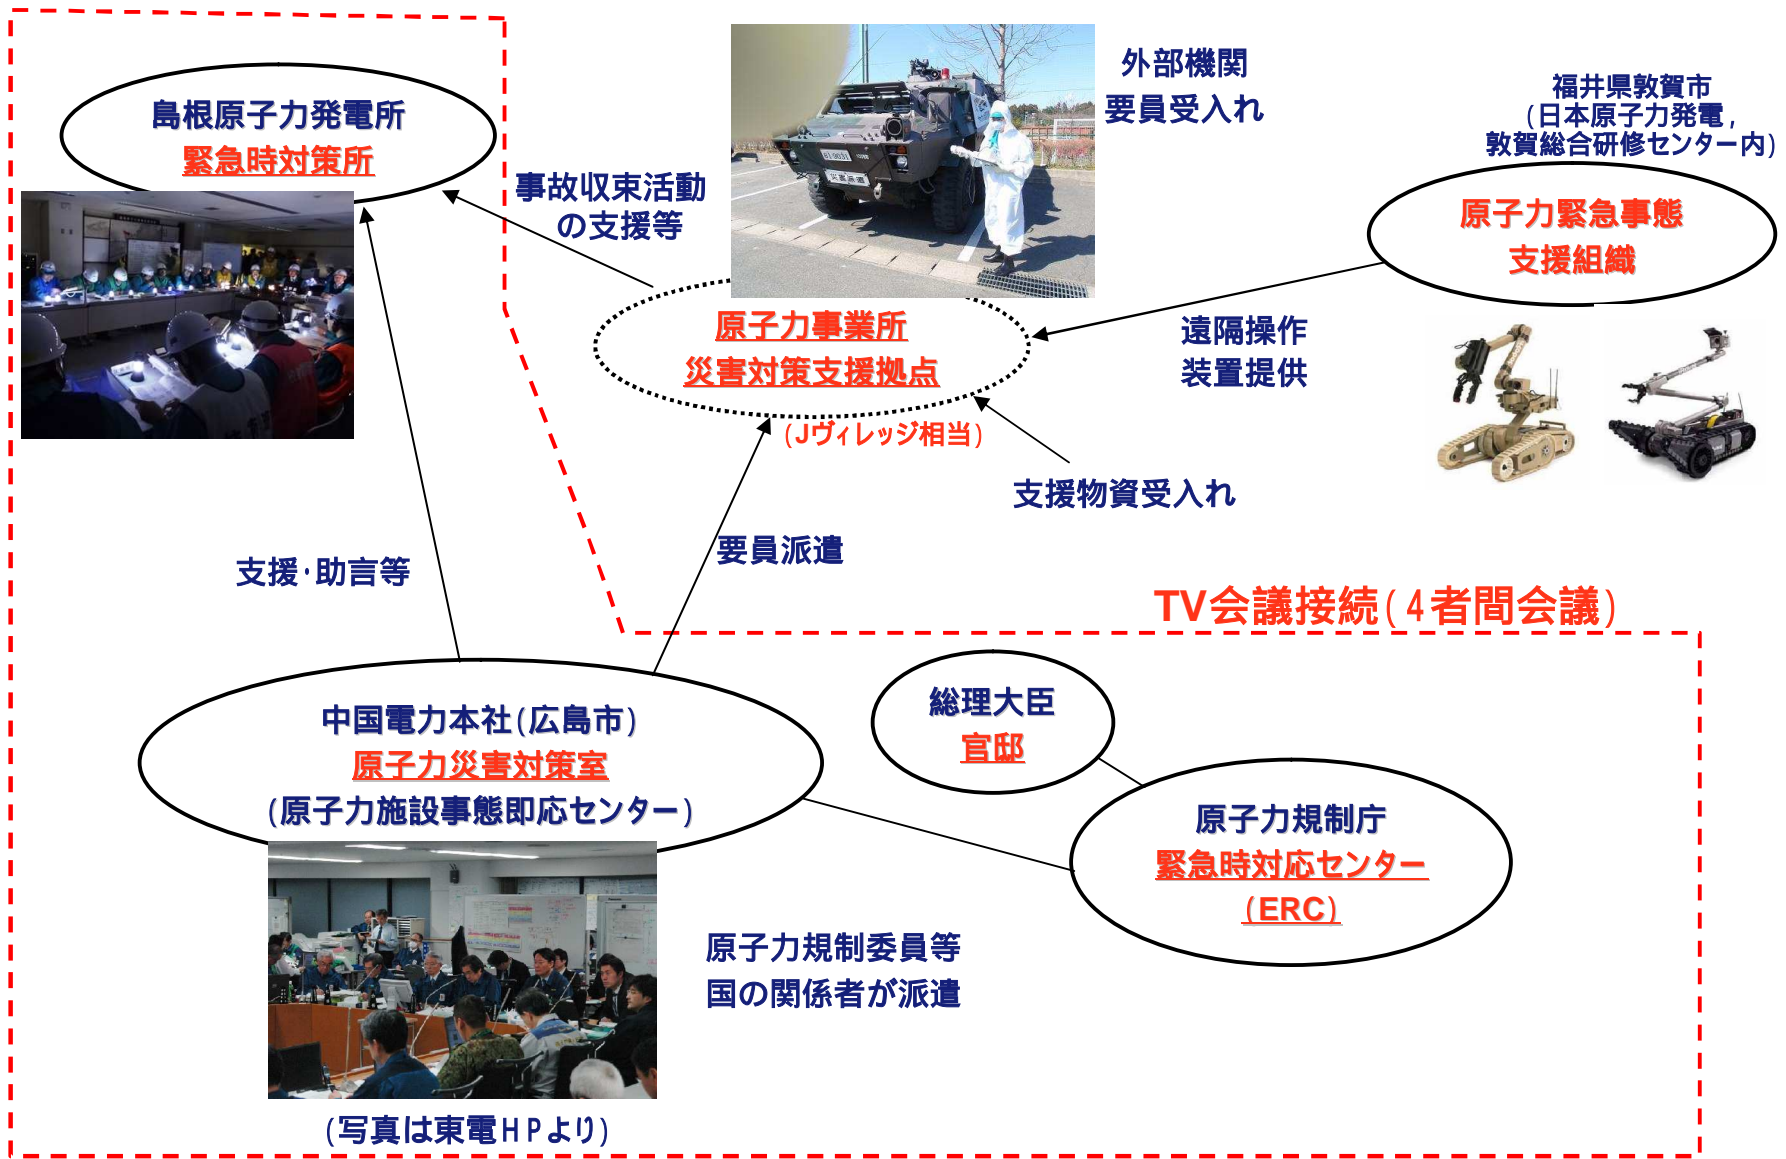 島根原子力発電所
緊急時対策所
外部機関
要員受入れ
福井県敦賀市
(日本原子力発電,
敦賀総合研修センター内)
原子力緊急事態
支援組織
事故収束活動
の支援等
災害派遣
原子力事業所
災害対策支援拠点
(Jヴィレッジ相当)
遠隔操作
装置提供
支援物資受入れ
要員派遣
支援・助言等
TV会議接続(4者間会議)
中国電力本社(広島市)
原子力災害対策室
(原子力施設事態即応センター)
総理大臣
官邸
原子力規制庁
緊急時対応センター
(ERC)
原子力規制委員等
国の関係者が派遣
(写真は東電HPより)